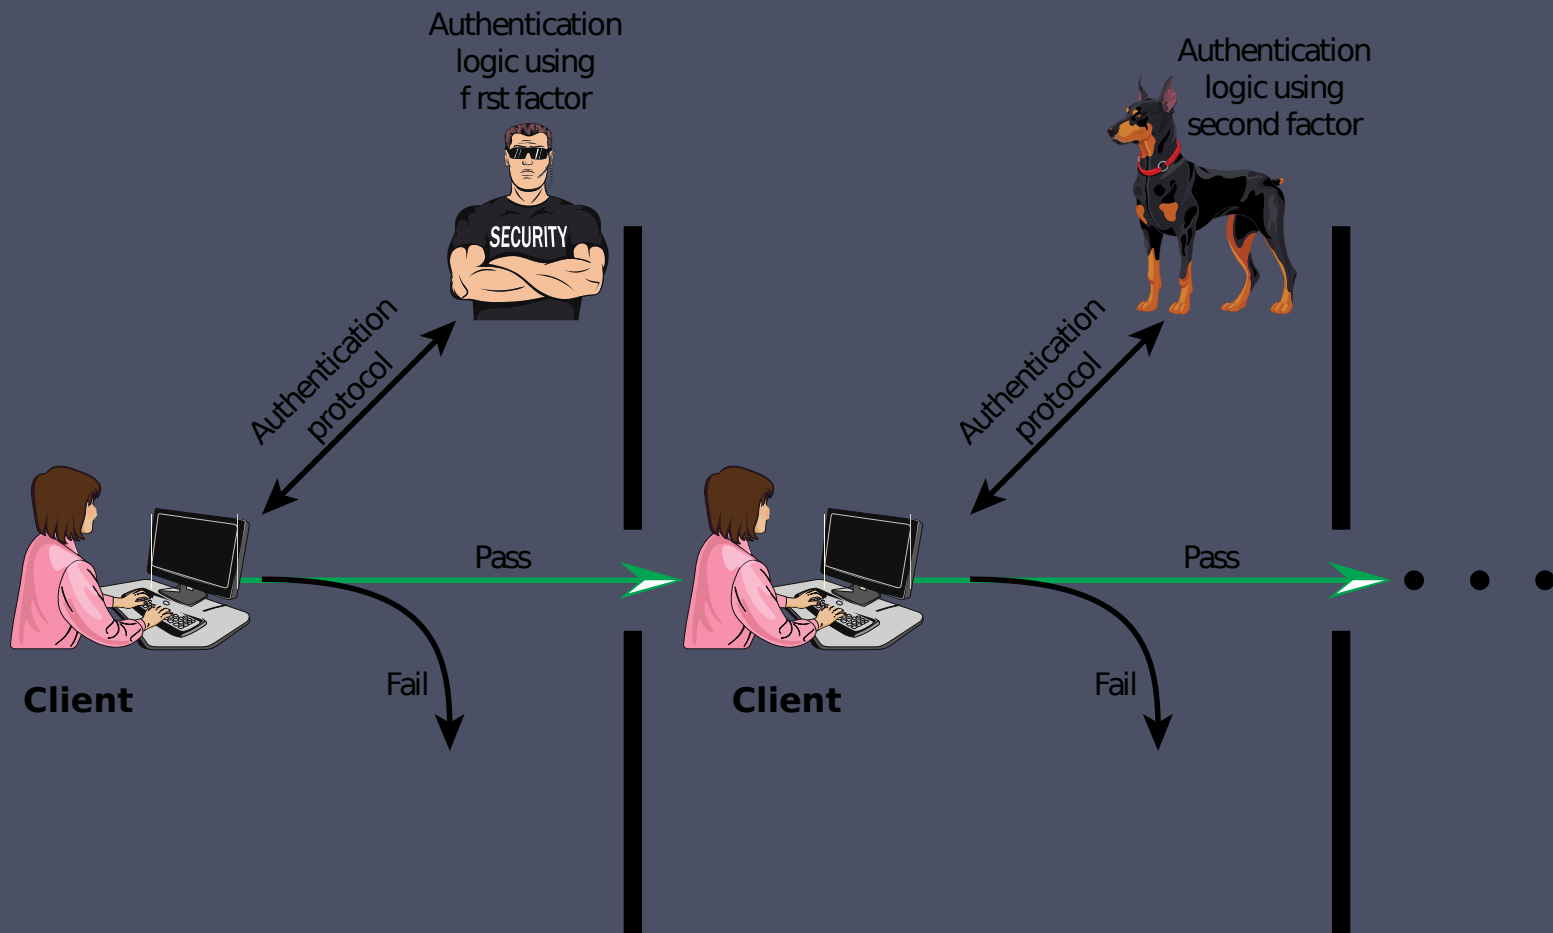 Authentication
logic using
f rst factor
SECURITY
Authentication
protocol
Pass
Fail
Client
Authentication
logic using
second factor
Authentication
protocol
Pass
Fail
Client